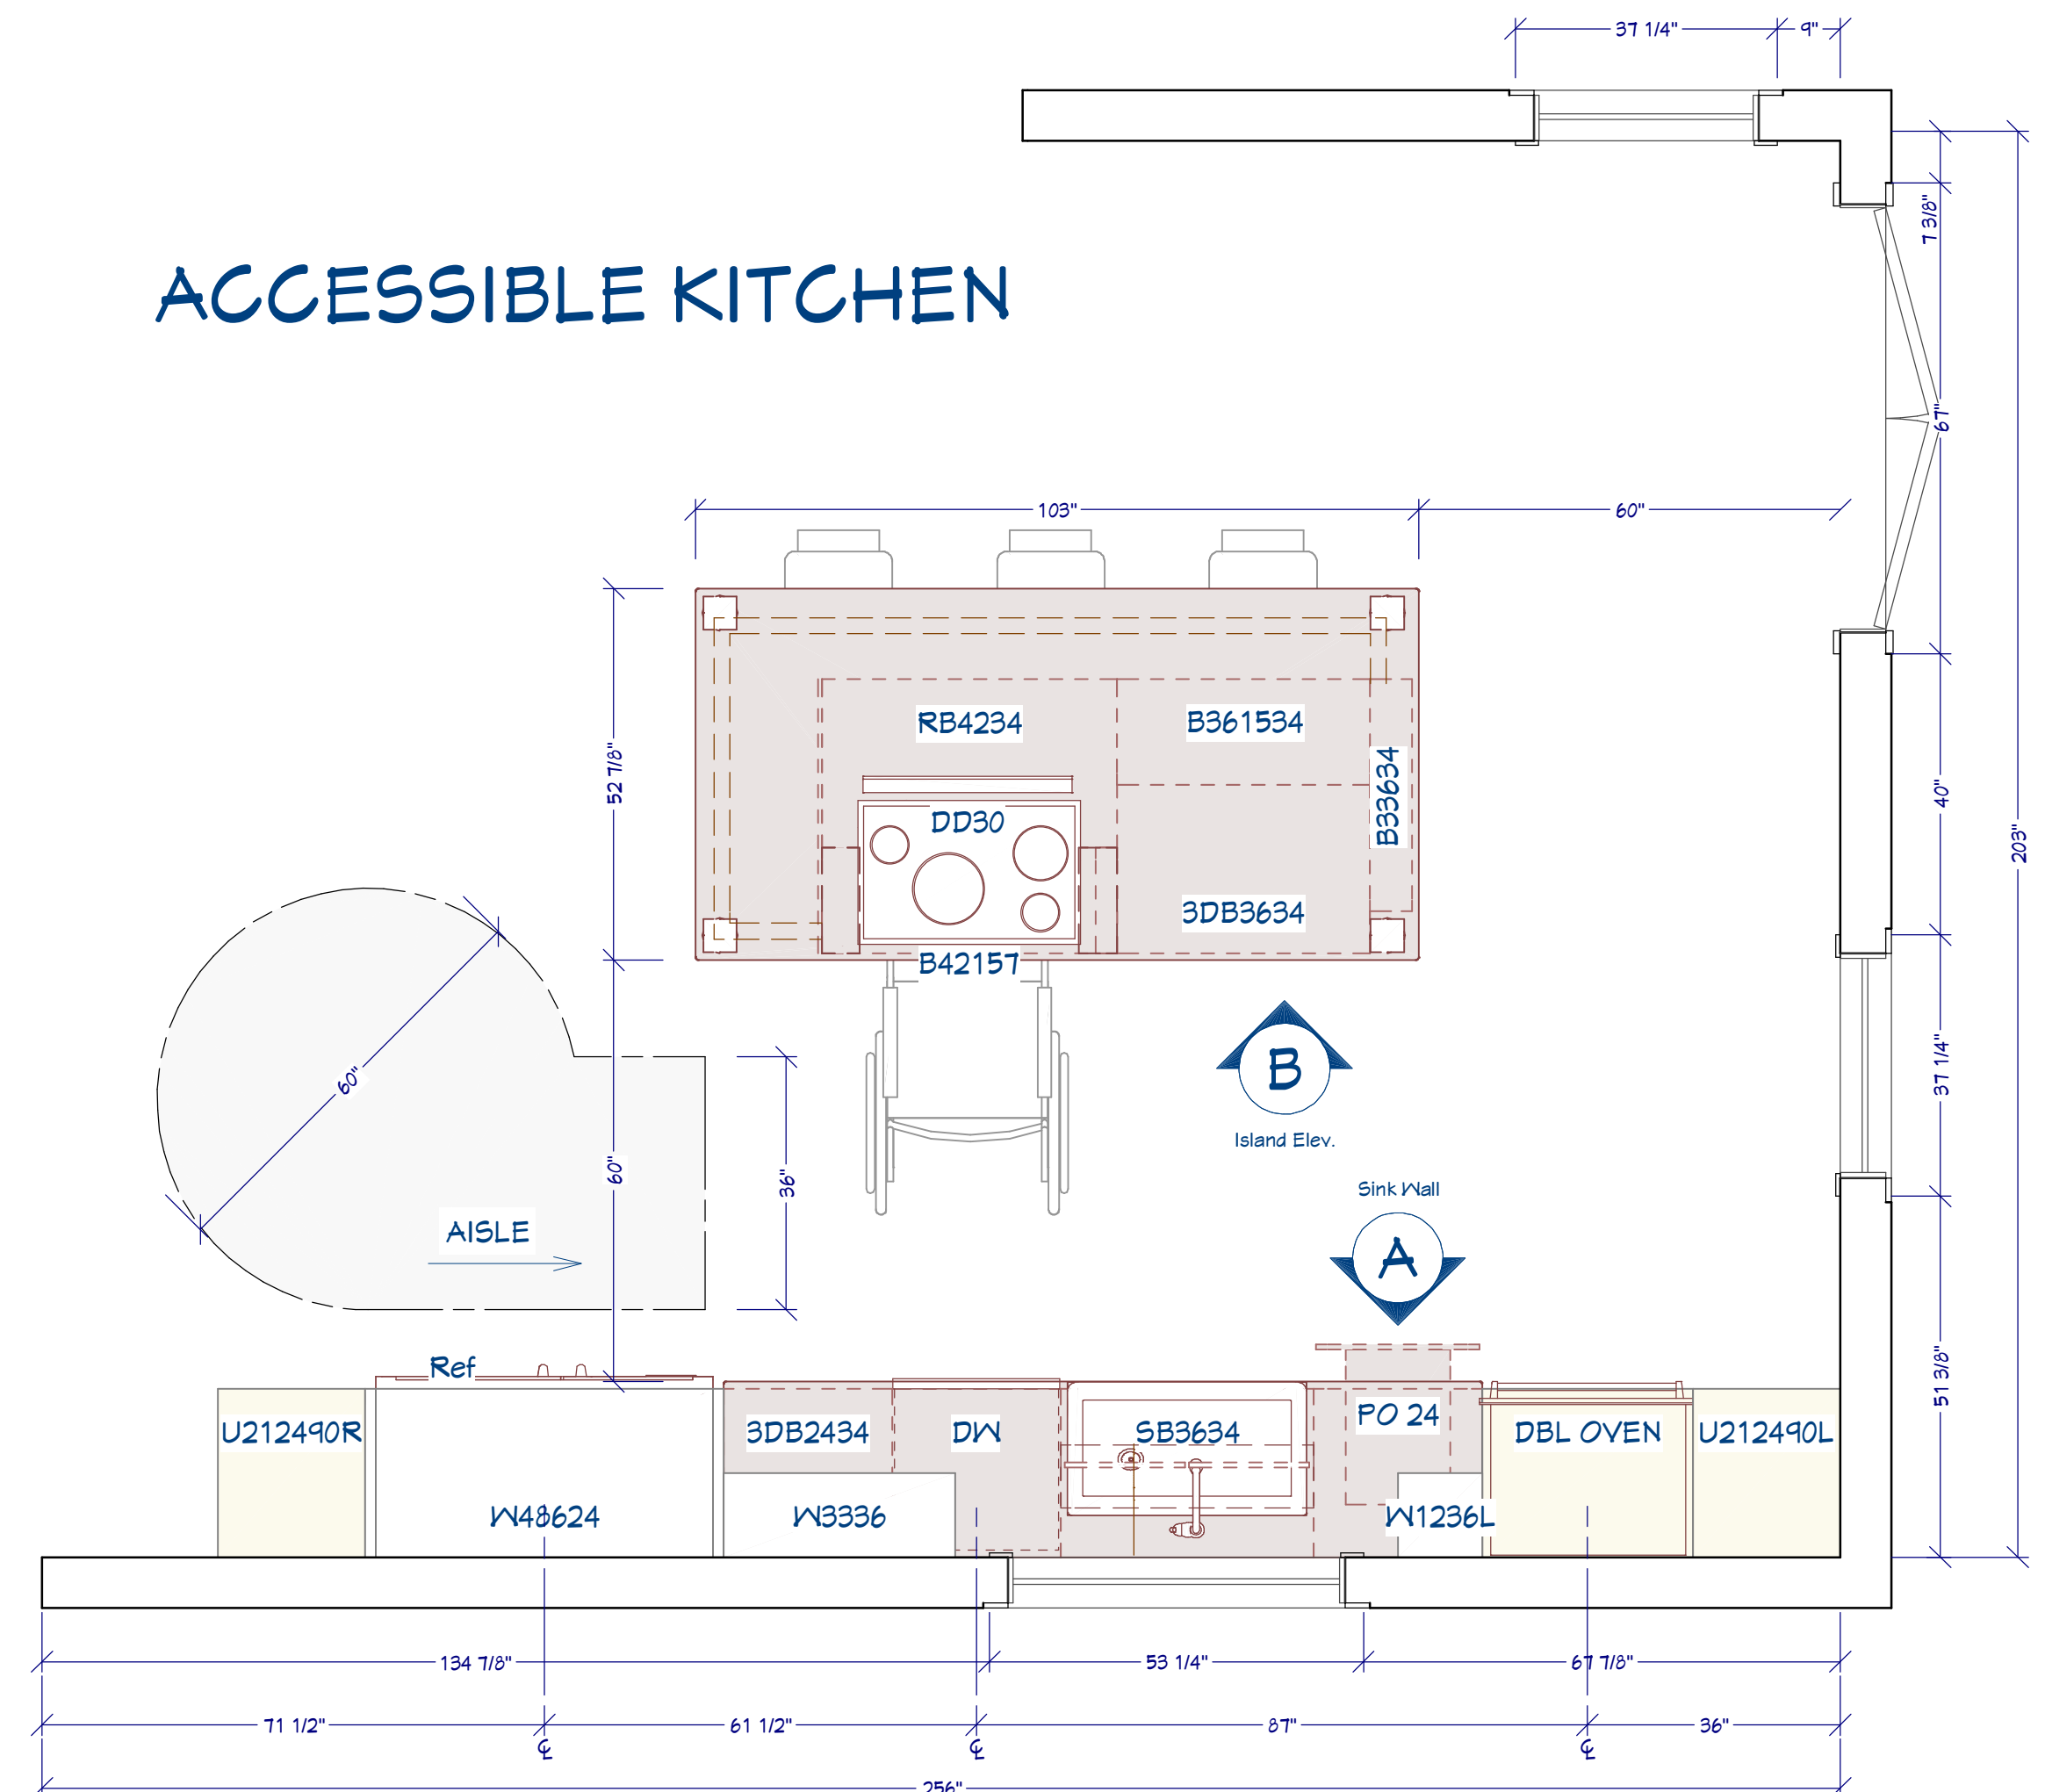 37 1/4" 9"
7 3/8"
ACCESSIBLE KITCHEN
67"
103" 60"
RB4234 B361534
52 7/8" B33634 40" 203"
DD30
3DB3634
B42157
60" B 37 1/4"
Island Elev.
60" 36" Sink Wall
AISLE A
Ref 51 3/8"
U212490R 3DB2434 DW SB3634 PO 24 DBL OVEN U212490L
W48624 W3336 W1236L
134 7/8" 53 1/4" 67 7/8"
71 1/2" 61 1/2" 87" 36"
℄ ℄ ℄
256"